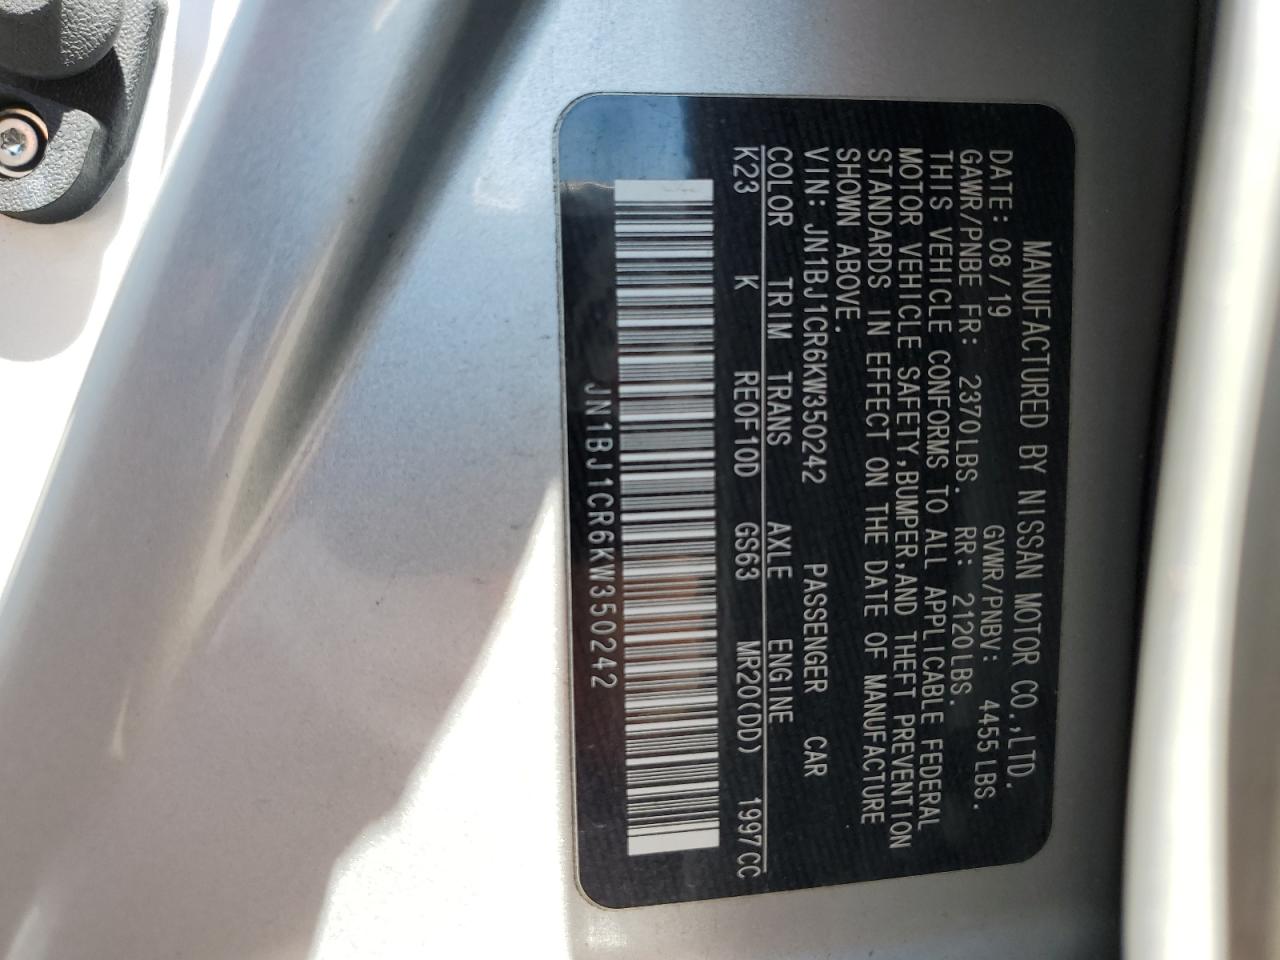 MANUFACTURED BY NISSAN MOTOR CO.,LTD.
DATE: 08/19 GVWR/PNBV: 4455LBS.
GAWR/PNBE FR: 2370LBS. RR: 2120LBS.
THIS VEHICLE CONFORMS TO ALL APPLICABLE FEDERAL
MOTOR VEHICLE SAFETY,BUMPER,AND THEFT PREVENTION
STANDARDS IN EFFECT ON THE DATE OF MANUFACTURE
SHOWN ABOVE.
VIN: JN1BJ1CR6KW350242 PASSENGER CAR
COLOR TRIM TRANS AXLE ENGINE
K23 K RE0F10D GS63 MR20(DD) 1997CC
JN1BJ1CR6KW350242